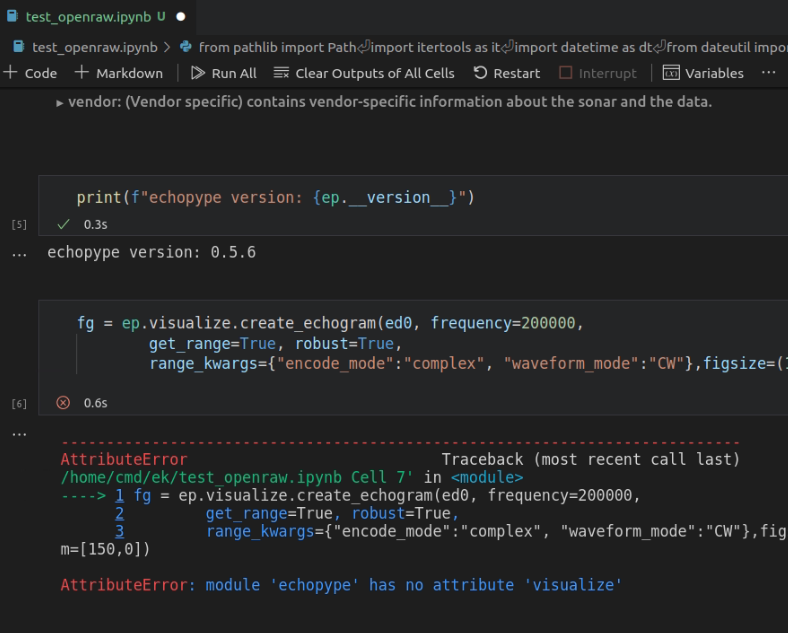 test_openraw.ipynb U ●
test_openraw.ipynb > from pathlib import Path⏎import itertools as it⏎import datetime as dt⏎from dateutil impor
+ Code + Markdown Run All Clear Outputs of All Cells Restart Interrupt Variables ...
▸ vendor: (Vendor specific) contains vendor-specific information about the sonar and the data.
print(f"echopype version: {ep.__version__}")
[5] ✓ 0.3s
... echopype version: 0.5.6
fg = ep.visualize.create_echogram(ed0, frequency=200000,
get_range=True, robust=True,
range_kwargs={"encode_mode":"complex", "waveform_mode":"CW"},figsize=(
[6] 0.6s
...
---------------------------------------------------------------------------
AttributeError Traceback (most recent call last)
/home/cmd/ek/test_openraw.ipynb Cell 7' in <module>
----> 1 fg = ep.visualize.create_echogram(ed0, frequency=200000,
2 get_range=True, robust=True,
3 range_kwargs={"encode_mode":"complex", "waveform_mode":"CW"},fig
m=[150,0])
AttributeError: module 'echopype' has no attribute 'visualize'